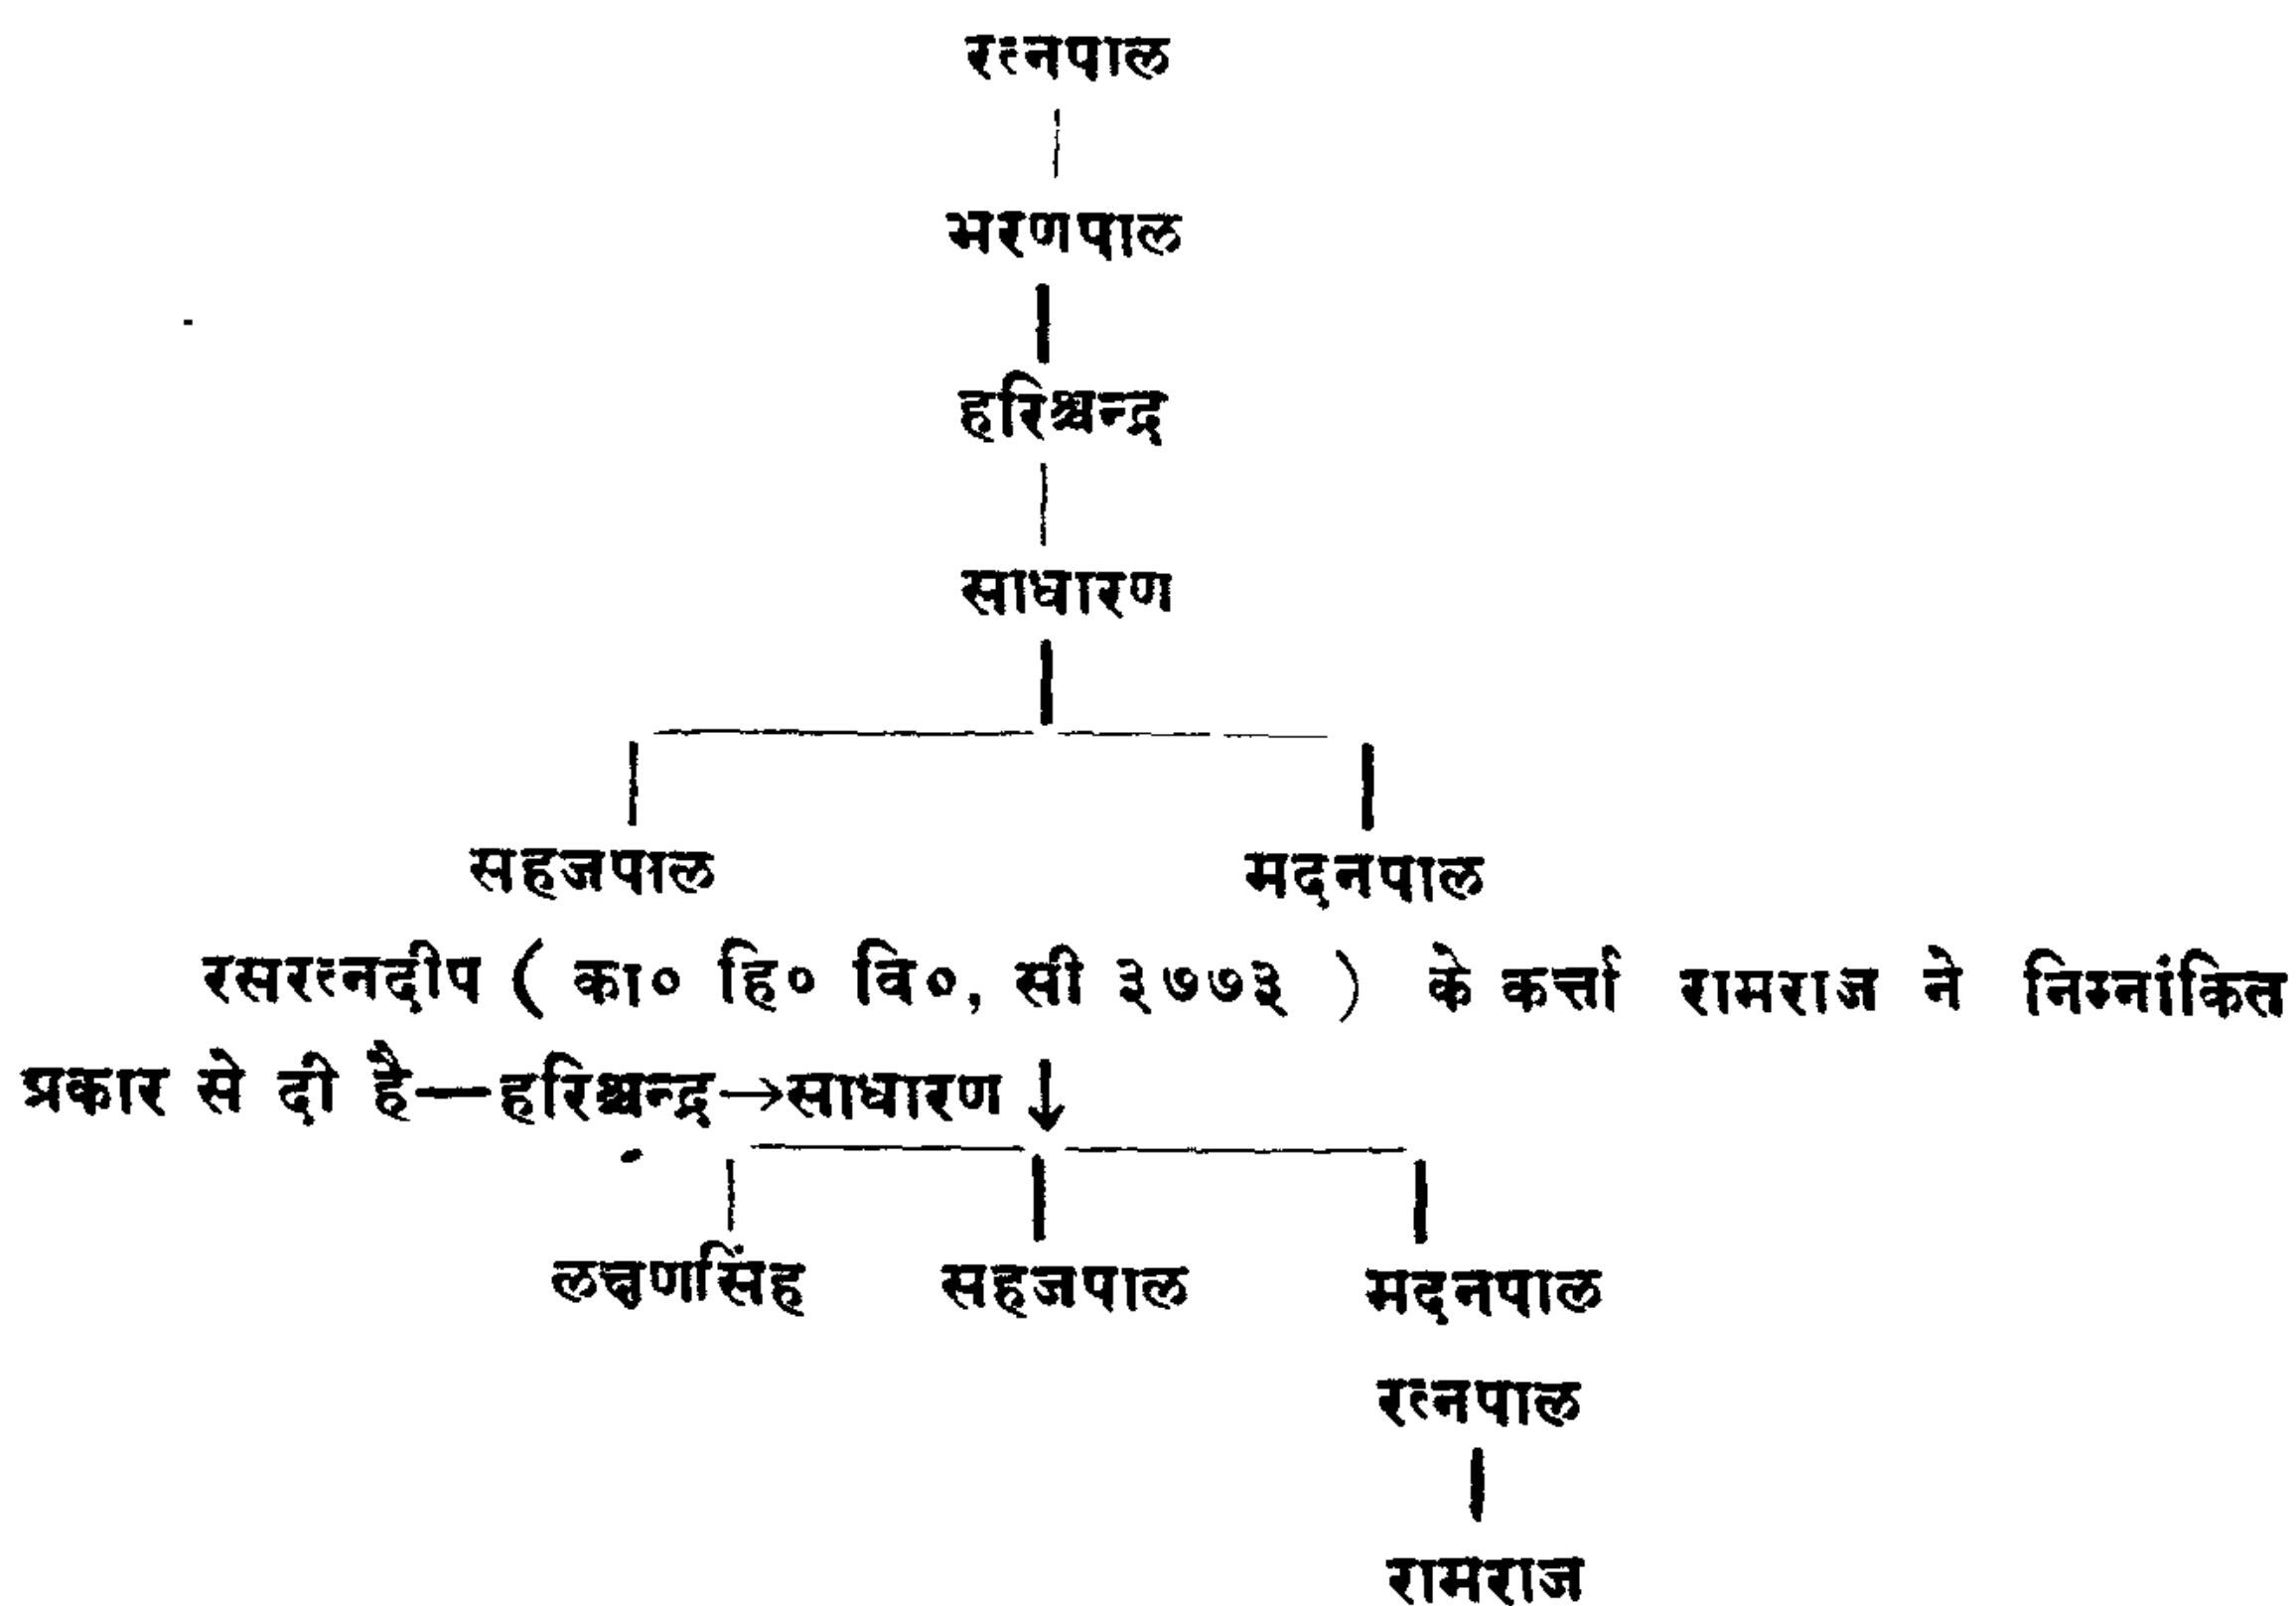 रत्नपाल
भरणपाल
हरिश्चन्द्र
साधारण
सहजपाल मदनपाल
रसरत्नदीप ( का० हि० वि०, सी ३७७३ ) के कर्त्ता रामराज ने निम्नांकित
प्रकार से दी है—हरिश्चन्द्र→साधारण↓
लक्ष्मणसिंह सहजपाल मदनपाल
रत्नपाल
रामराज